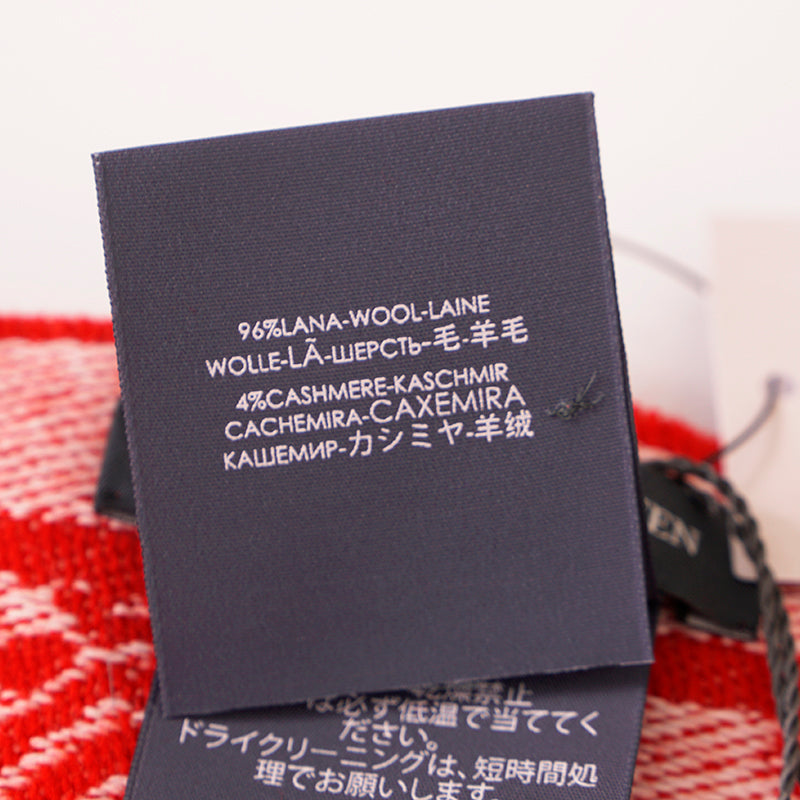 96%LANA-WOOL-LAINE
WOLLE-LÃ-ШЕРСТЬ-毛-羊毛
4%CASHMERE-KASCHMIR
CACHEMIRA-CAXEMIRA
КАШЕМИР-カシミヤ-羊绒
は必ず低温で当ててく
ださい。
ドライクリーニングは、短時間処
理でお願いします。